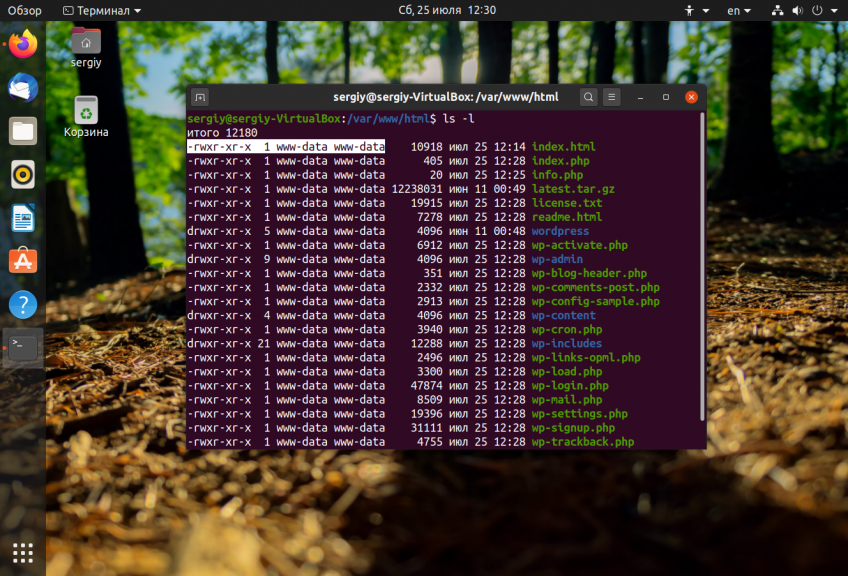 Обзор Терминал Сб, 25 июля 12:30 en
sergiy
Корзина
sergiy@sergiy-VirtualBox: /var/www/html
sergiy@sergiy-VirtualBox:/var/www/html$ ls -l
итого 12180
-rwxr-xr-x 1 www-data www-data 10918 июл 25 12:14 index.html
-rwxr-xr-x 1 www-data www-data 405 июл 25 12:28 index.php
-rwxr-xr-x 1 www-data www-data 20 июл 25 12:25 info.php
-rwxr-xr-x 1 www-data www-data 12238031 июн 11 00:49 latest.tar.gz
-rwxr-xr-x 1 www-data www-data 19915 июл 25 12:28 license.txt
-rwxr-xr-x 1 www-data www-data 7278 июл 25 12:28 readme.html
drwxr-xr-x 5 www-data www-data 4096 июн 11 00:48 wordpress
-rwxr-xr-x 1 www-data www-data 6912 июл 25 12:28 wp-activate.php
drwxr-xr-x 9 www-data www-data 4096 июл 25 12:28 wp-admin
-rwxr-xr-x 1 www-data www-data 351 июл 25 12:28 wp-blog-header.php
-rwxr-xr-x 1 www-data www-data 2332 июл 25 12:28 wp-comments-post.php
-rwxr-xr-x 1 www-data www-data 2913 июл 25 12:28 wp-config-sample.php
drwxr-xr-x 4 www-data www-data 4096 июл 25 12:28 wp-content
-rwxr-xr-x 1 www-data www-data 3940 июл 25 12:28 wp-cron.php
drwxr-xr-x 21 www-data www-data 12288 июл 25 12:28 wp-includes
-rwxr-xr-x 1 www-data www-data 2496 июл 25 12:28 wp-links-opml.php
-rwxr-xr-x 1 www-data www-data 3300 июл 25 12:28 wp-load.php
-rwxr-xr-x 1 www-data www-data 47874 июл 25 12:28 wp-login.php
-rwxr-xr-x 1 www-data www-data 8509 июл 25 12:28 wp-mail.php
-rwxr-xr-x 1 www-data www-data 19396 июл 25 12:28 wp-settings.php
-rwxr-xr-x 1 www-data www-data 31111 июл 25 12:28 wp-signup.php
-rwxr-xr-x 1 www-data www-data 4755 июл 25 12:28 wp-trackback.php